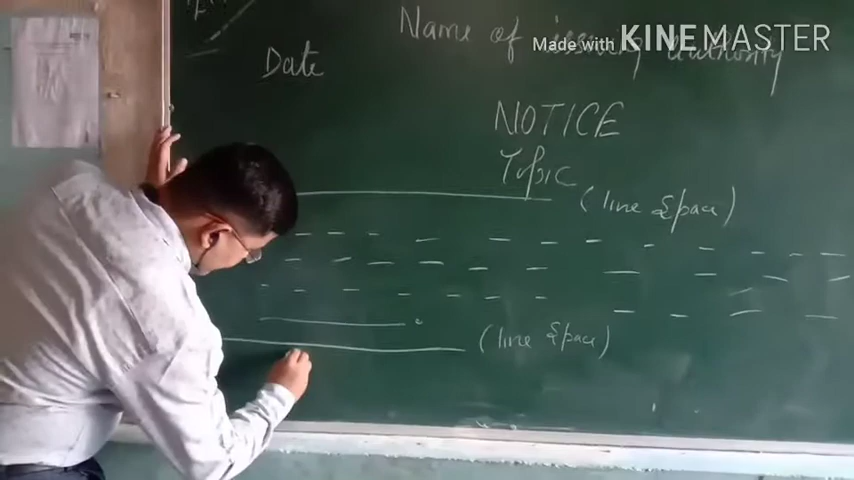 Name of issuing authority
Made with KINEMASTER
Date
NOTICE
Topic
(line space)
(line space)